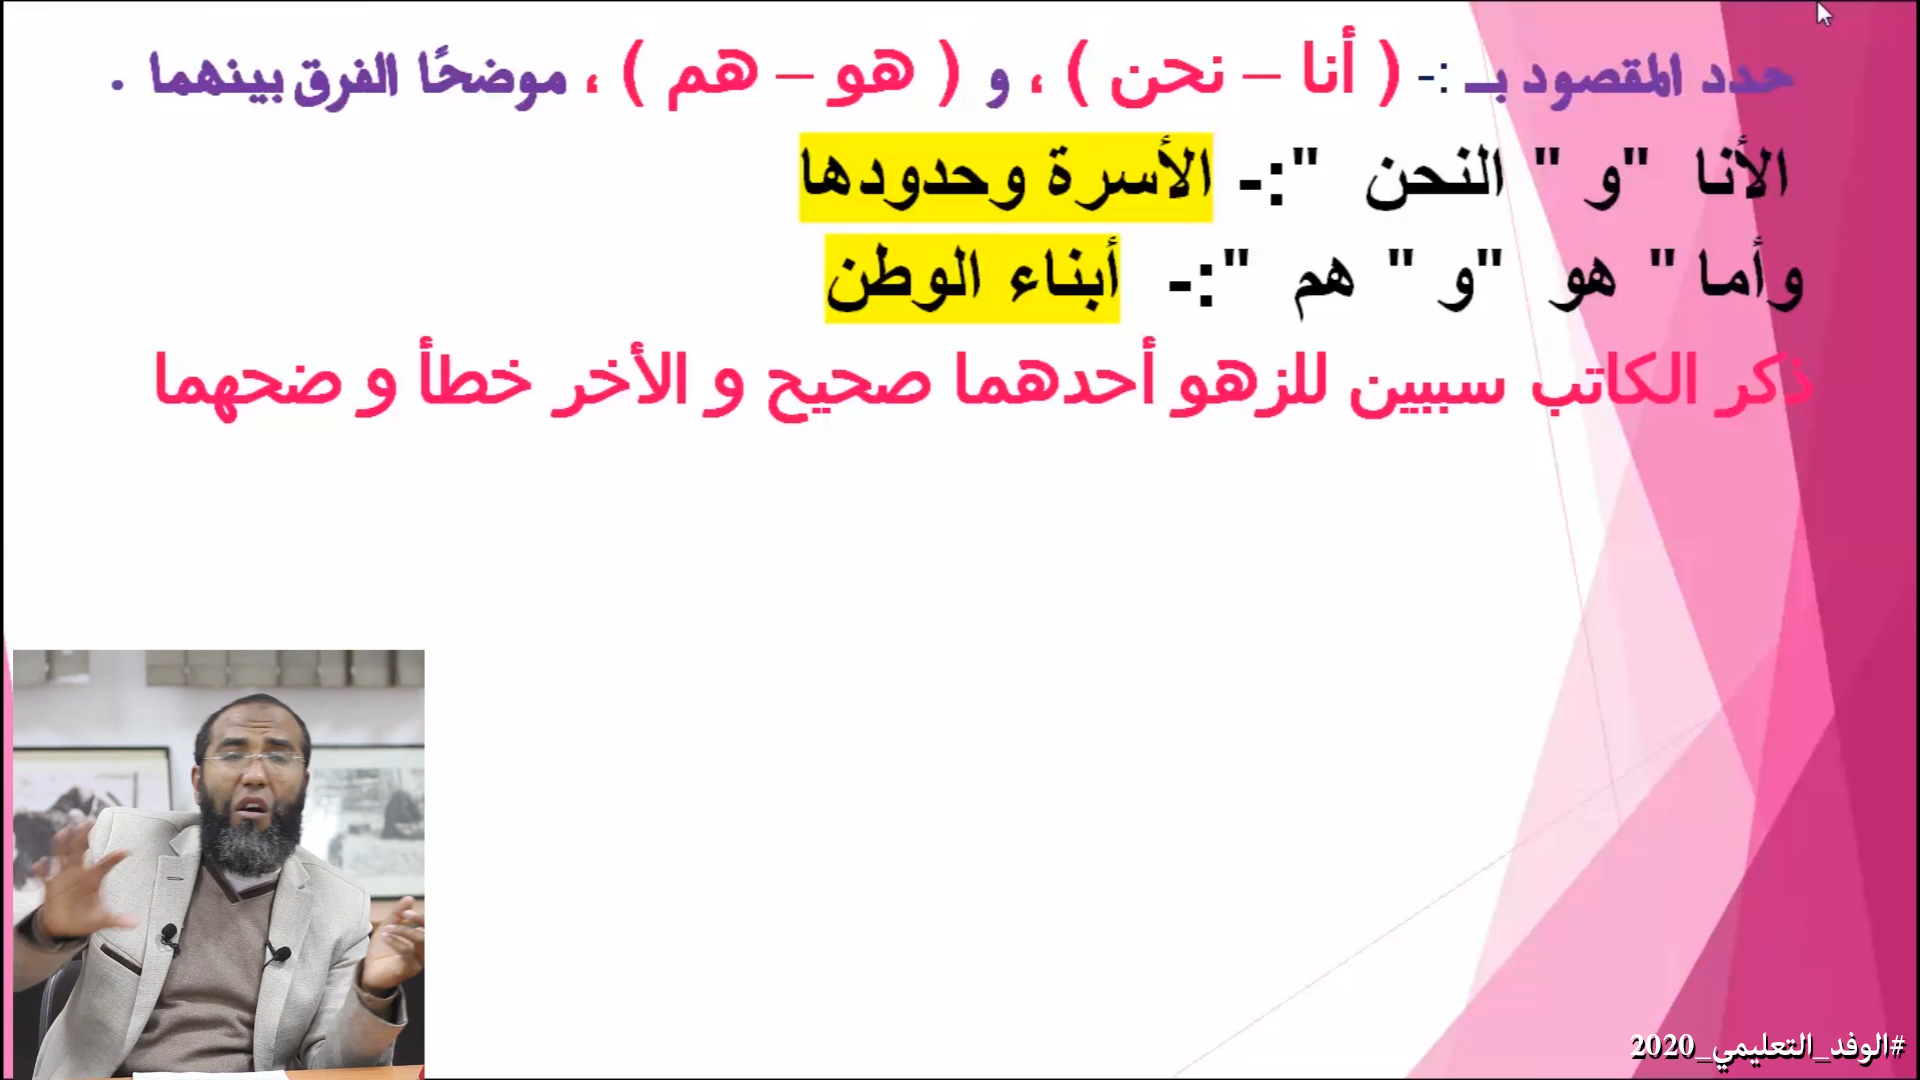 حدد المقصود بـ :- ( أنا – نحن ) ، و ( هو – هم ) ، موضحًا الفرق بينهما .
الأنا "و " النحن ":- الأسرة وحدودها
وأما " هو "و " هم ":- أبناء الوطن
ذكر الكاتب سببين للزهو أحدهما صحيح و الأخر خطأ و ضحهما
#الوفد_التعليمي_2020